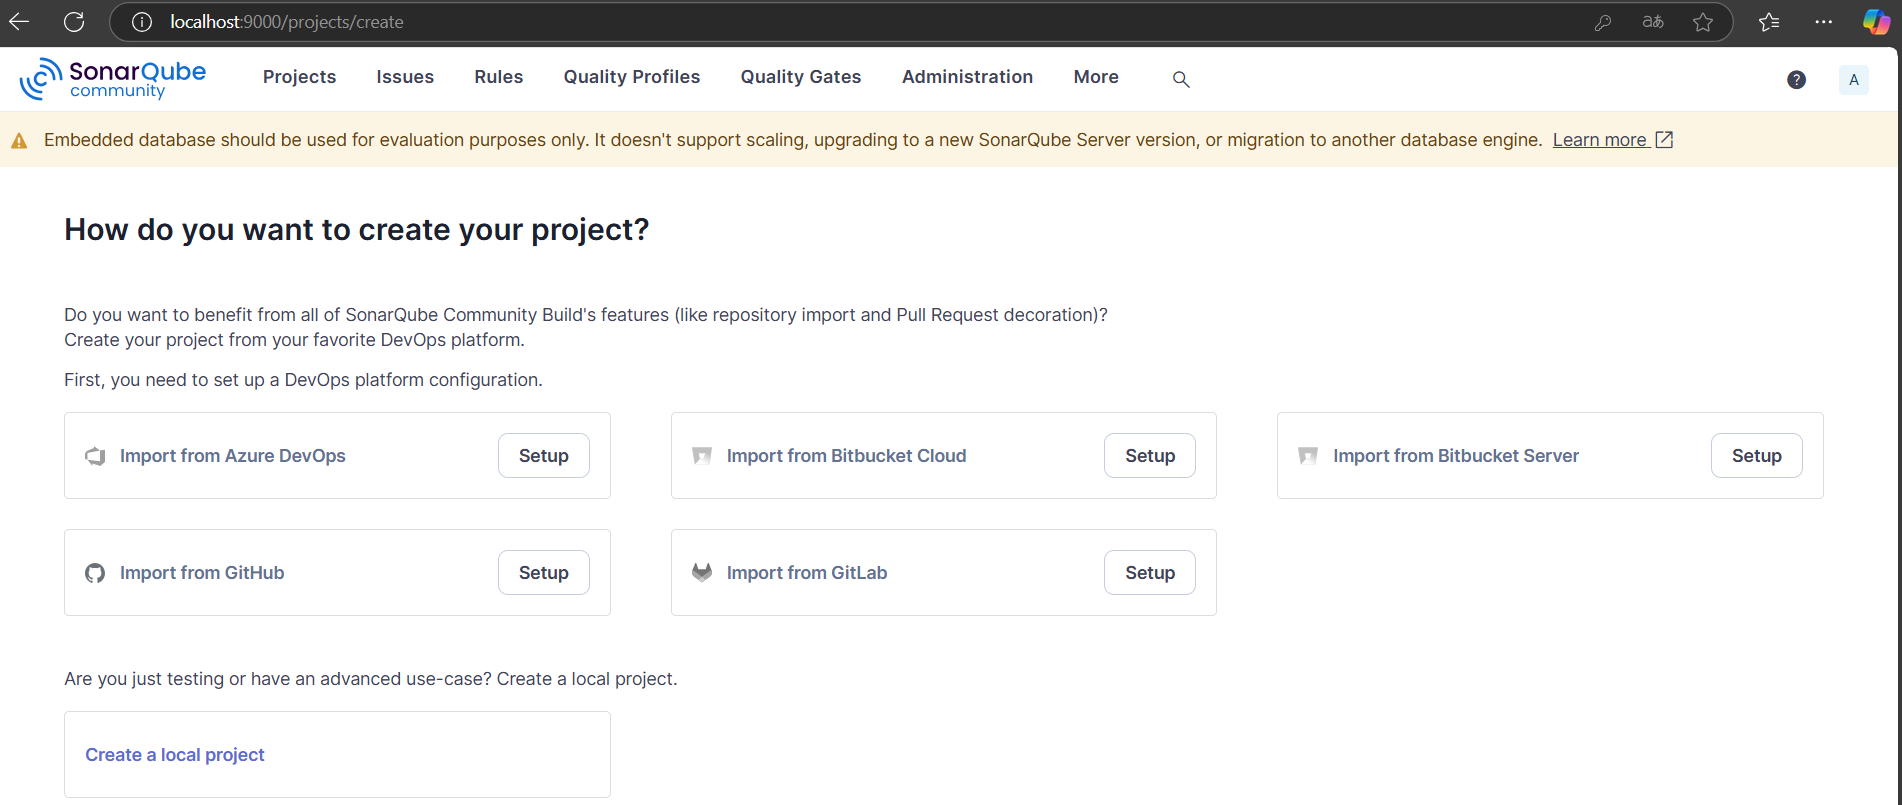 localhost:9000/projects/create
SonarQube
community
Projects Issues Rules Quality Profiles Quality Gates Administration More
?
A
Embedded database should be used for evaluation purposes only. It doesn't support scaling, upgrading to a new SonarQube Server version, or migration to another database engine. Learn more
How do you want to create your project?
Do you want to benefit from all of SonarQube Community Build's features (like repository import and Pull Request decoration)?
Create your project from your favorite DevOps platform.
First, you need to set up a DevOps platform configuration.
Import from Azure DevOps Setup
Import from Bitbucket Cloud Setup
Import from Bitbucket Server Setup
Import from GitHub Setup
Import from GitLab Setup
Are you just testing or have an advanced use-case? Create a local project.
Create a local project